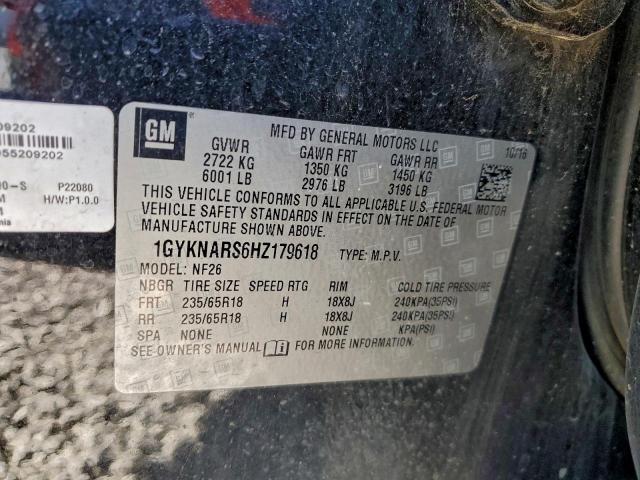 09202
055209202
00-S P22080
M H/W:P1.0.0
M
rnia
GM
MFD BY GENERAL MOTORS LLC
10/16
GVWR GAWR FRT GAWR RR
2722 KG 1350 KG 1450 KG
6001 LB 2976 LB 3196 LB
THIS VEHICLE CONFORMS TO ALL APPLICABLE U.S. FEDERAL MOTOR
VEHICLE SAFETY STANDARDS IN EFFECT ON THE DATE OF
MANUFACTURE SHOWN ABOVE.
1GYKNARS6HZ179618 TYPE: M.P.V.
MODEL: NF26
NBGR TIRE SIZE SPEED RTG RIM COLD TIRE PRESSURE
FRT 235/65R18 H 18X8J 240KPA(35PSI)
RR 235/65R18 H 18X8J 240KPA(35PSI)
SPA NONE NONE KPA(PSI)
SEE OWNER'S MANUAL FOR MORE INFORMATION.